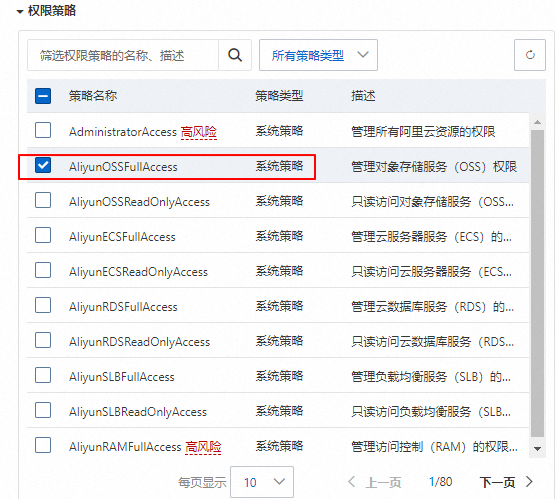 权限策略
筛选权限策略的名称、描述 所有策略类型
策略名称 策略类型 描述
AdministratorAccess 高风险 系统策略 管理所有阿里云资源的权限
AliyunOSSFullAccess 系统策略 管理对象存储服务（OSS）权限
AliyunOSSReadOnlyAccess 系统策略 只读访问对象存储服务（OSS...
AliyunECSFullAccess 系统策略 管理云服务器服务（ECS）的...
AliyunECSReadOnlyAccess 系统策略 只读访问云服务器服务（ECS...
AliyunRDSFullAccess 系统策略 管理云数据库服务（RDS）的...
AliyunRDSReadOnlyAccess 系统策略 只读访问云数据库服务（RDS...
AliyunSLBFullAccess 系统策略 管理负载均衡服务（SLB）的...
AliyunSLBReadOnlyAccess 系统策略 只读访问负载均衡服务（SLB...
AliyunRAMFullAccess 高风险 系统策略 管理访问控制（RAM）的权限...
每页显示 10 上一页 1/80 下一页